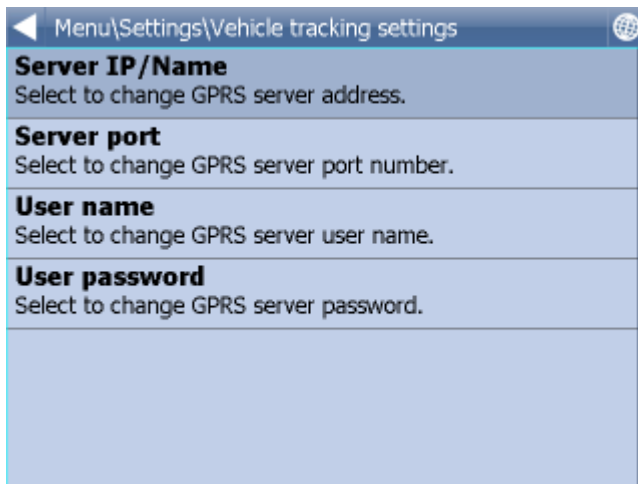 Menu\Settings\Vehicle tracking settings
Server IP/Name
Select to change GPRS server address.
Server port
Select to change GPRS server port number.
User name
Select to change GPRS server user name.
User password
Select to change GPRS server password.